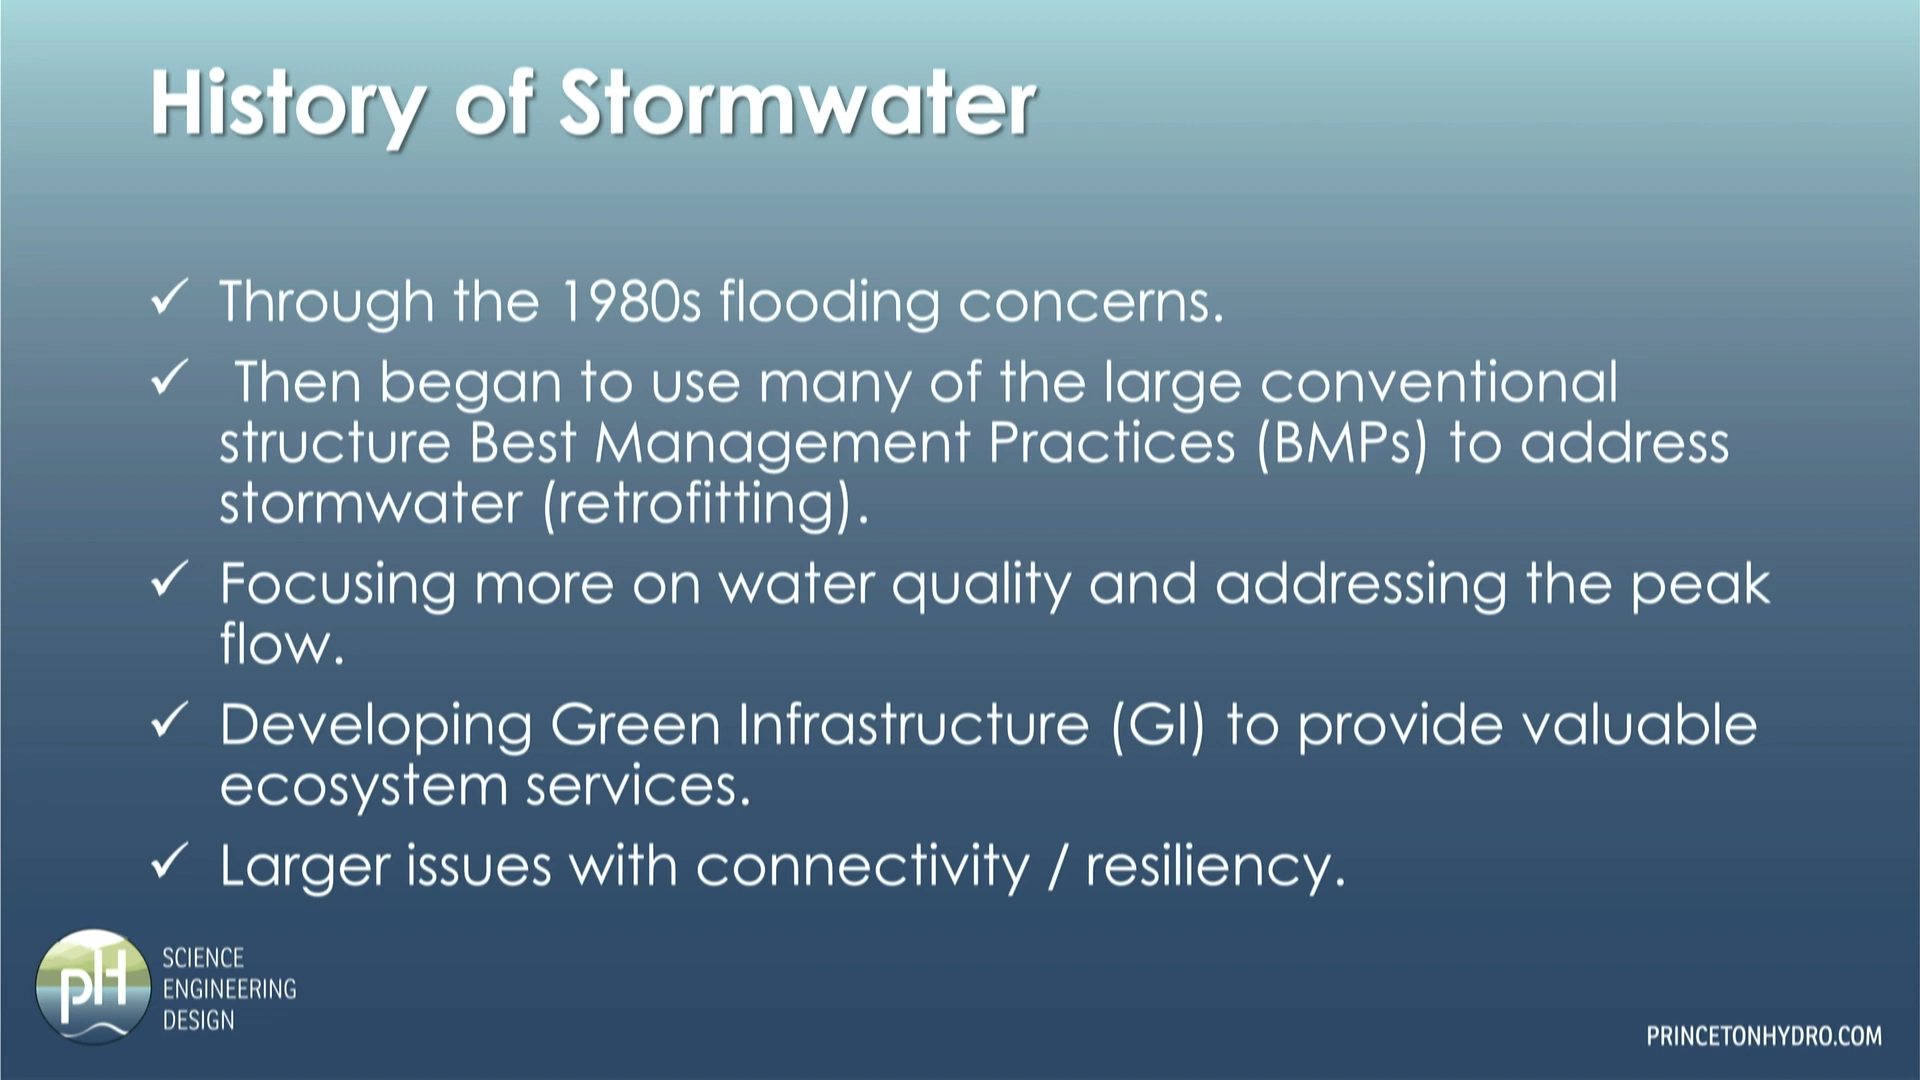 History of Stormwater
✓ Through the 1980s flooding concerns.
✓ Then began to use many of the large conventional
structure Best Management Practices (BMPs) to address
stormwater (retrofitting).
✓ Focusing more on water quality and addressing the peak
flow.
✓ Developing Green Infrastructure (GI) to provide valuable
ecosystem services.
✓ Larger issues with connectivity / resiliency.
pH
SCIENCE
ENGINEERING
DESIGN
PRINCETONHYDRO.COM